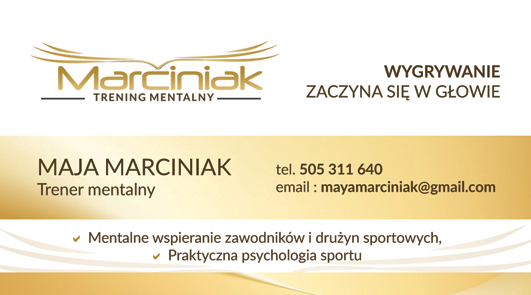 Marciniak
TRENING MENTALNY
WYGRYWANIE
ZACZYNA SIĘ W GŁOWIE
MAJA MARCINIAK
Trener mentalny
tel. 505 311 640
email : mayamarciniak@gmail.com
Mentalne wspieranie zawodników i drużyn sportowych,
Praktyczna psychologia sportu